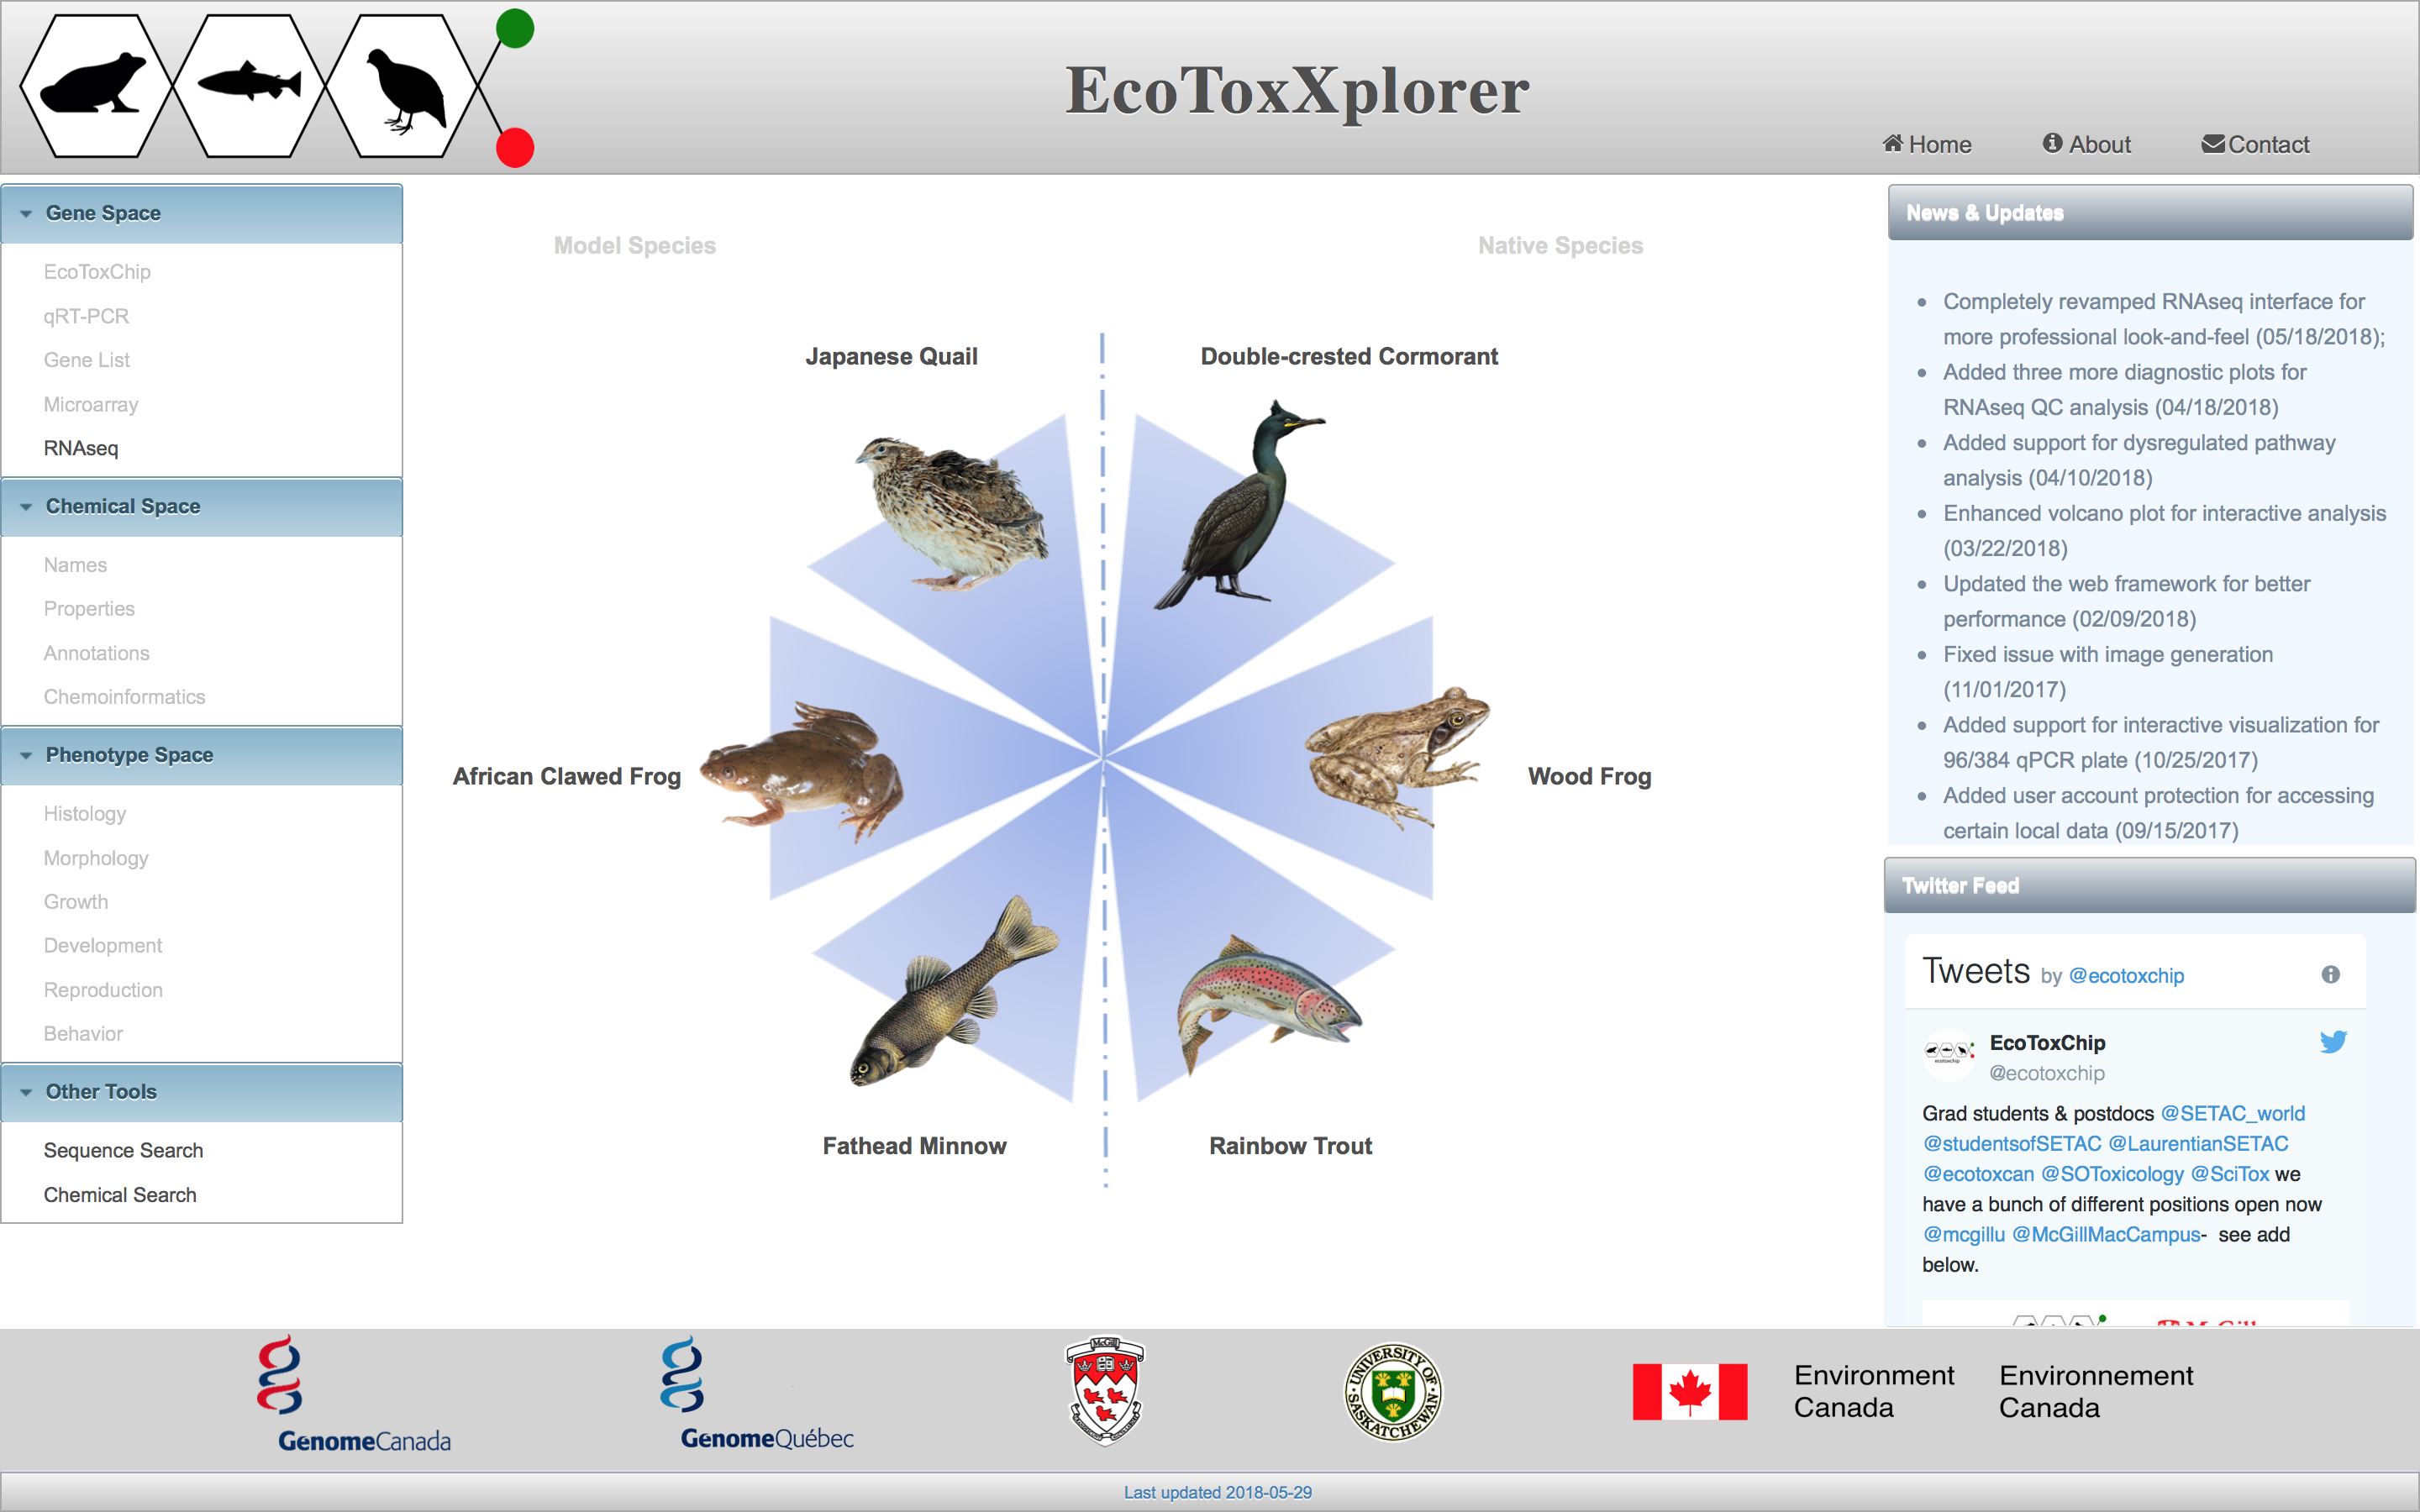 EcoToxXplorer
Home
About
Contact
Gene Space
EcoToxChip
qRT-PCR
Gene List
Microarray
RNAseq
Chemical Space
Names
Properties
Annotations
Chemoinformatics
Phenotype Space
Histology
Morphology
Growth
Development
Reproduction
Behavior
Other Tools
Sequence Search
Chemical Search
Model Species
Native Species
Japanese Quail
Double-crested Cormorant
African Clawed Frog
Wood Frog
Fathead Minnow
Rainbow Trout
News & Updates
Completely revamped RNAseq interface for
more professional look-and-feel (05/18/2018);
Added three more diagnostic plots for
RNAseq QC analysis (04/18/2018)
Added support for dysregulated pathway
analysis (04/10/2018)
Enhanced volcano plot for interactive analysis
(03/22/2018)
Updated the web framework for better
performance (02/09/2018)
Fixed issue with image generation
(11/01/2017)
Added support for interactive visualization for
96/384 qPCR plate (10/25/2017)
Added user account protection for accessing
certain local data (09/15/2017)
Twitter Feed
Tweets by @ecotoxchip
EcoToxChip
@ecotoxchip
Grad students & postdocs @SETAC_world
@studentsofSETAC @LaurentianSETAC
@ecotoxcan @SOToxicology @SciTox we
have a bunch of different positions open now
@mcgillu @McGillMacCampus- see add
below.
GenomeCanada
GenomeQuébec
McGill
UNIVERSITY OF
SASKATCHEWAN
Environment
Canada
Environnement
Canada
Last updated 2018-05-29